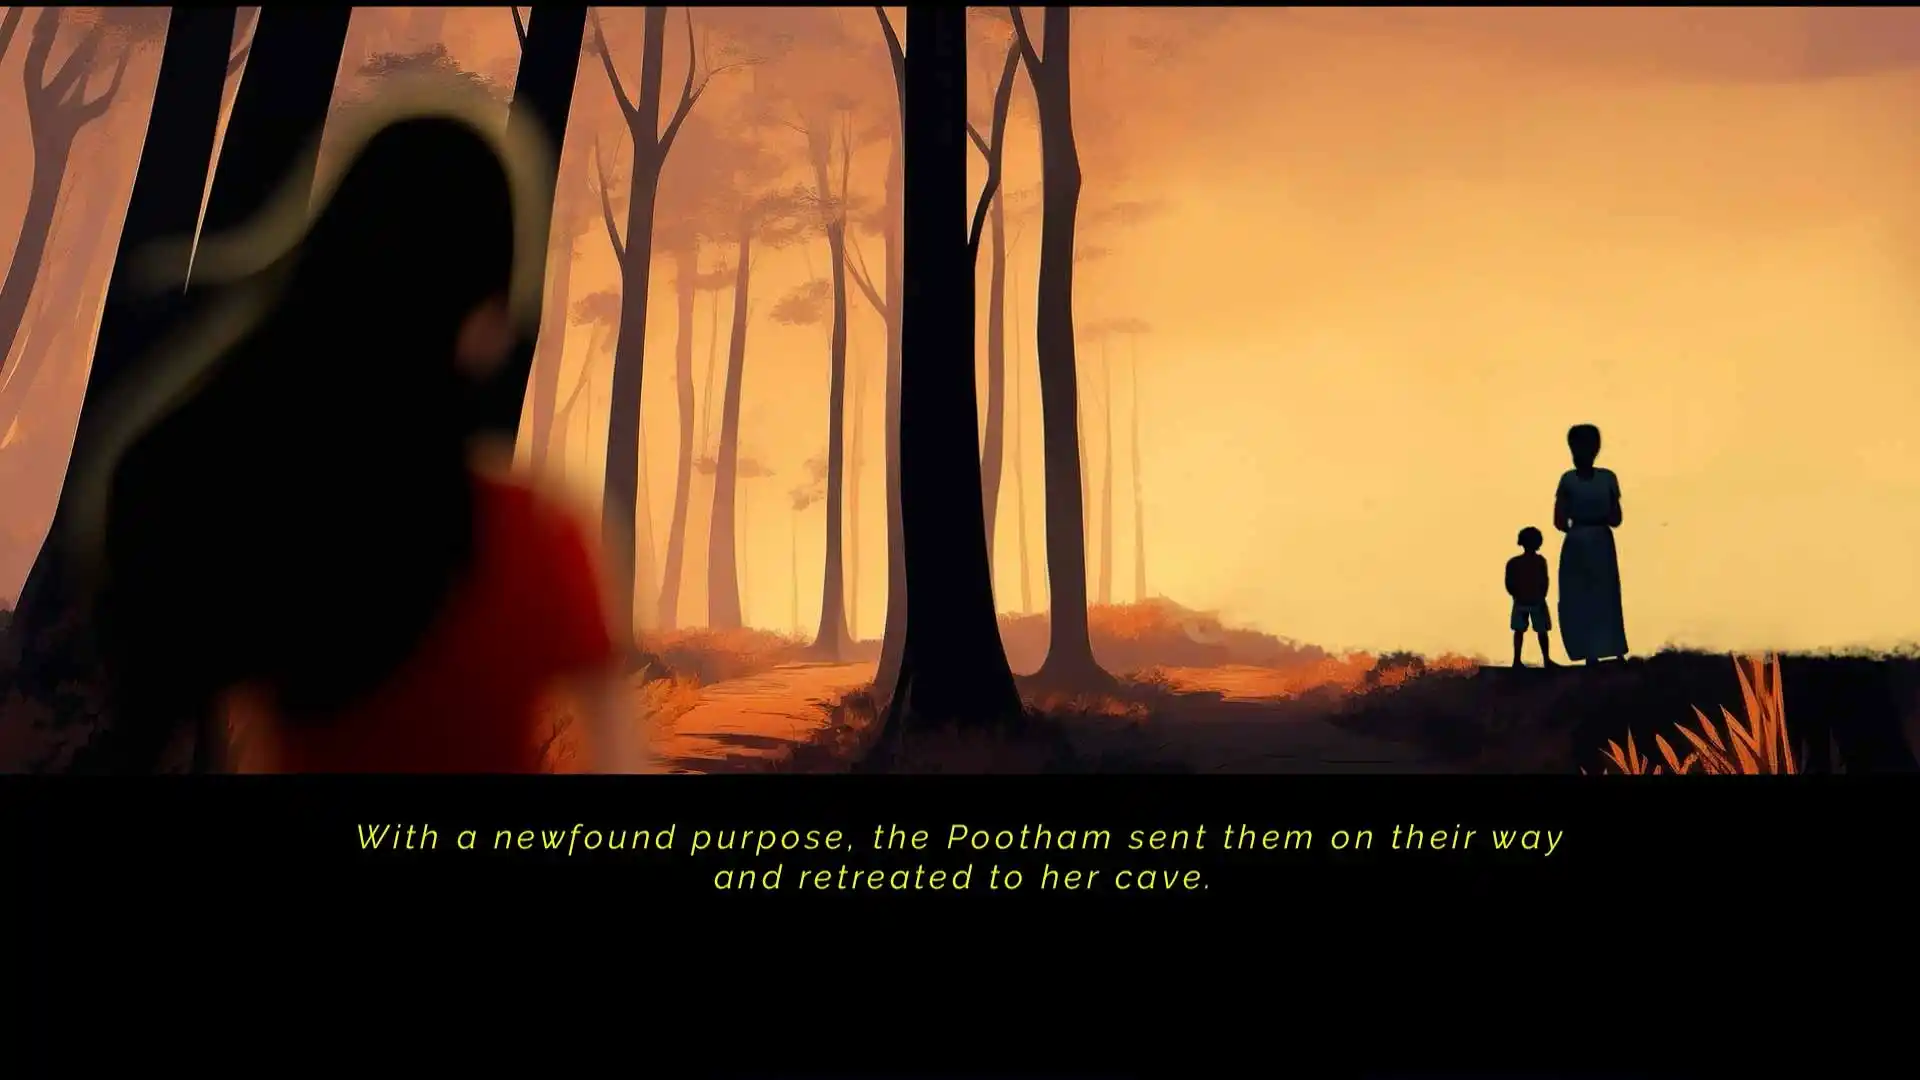 With a newfound purpose, the Pootham sent them on their way
and retreated to her cave.